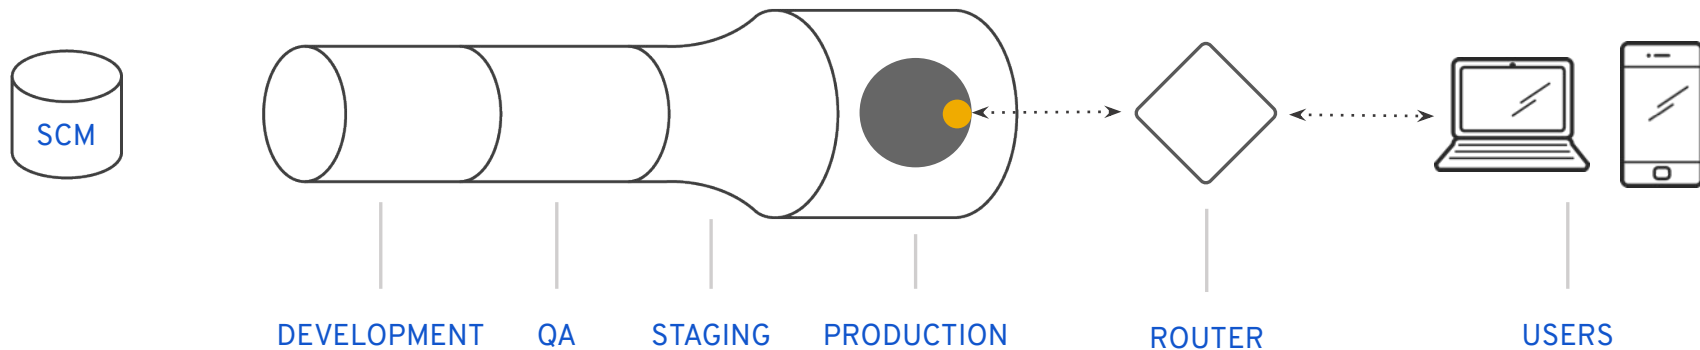 SCM
DEVELOPMENT QA STAGING PRODUCTION ROUTER USERS